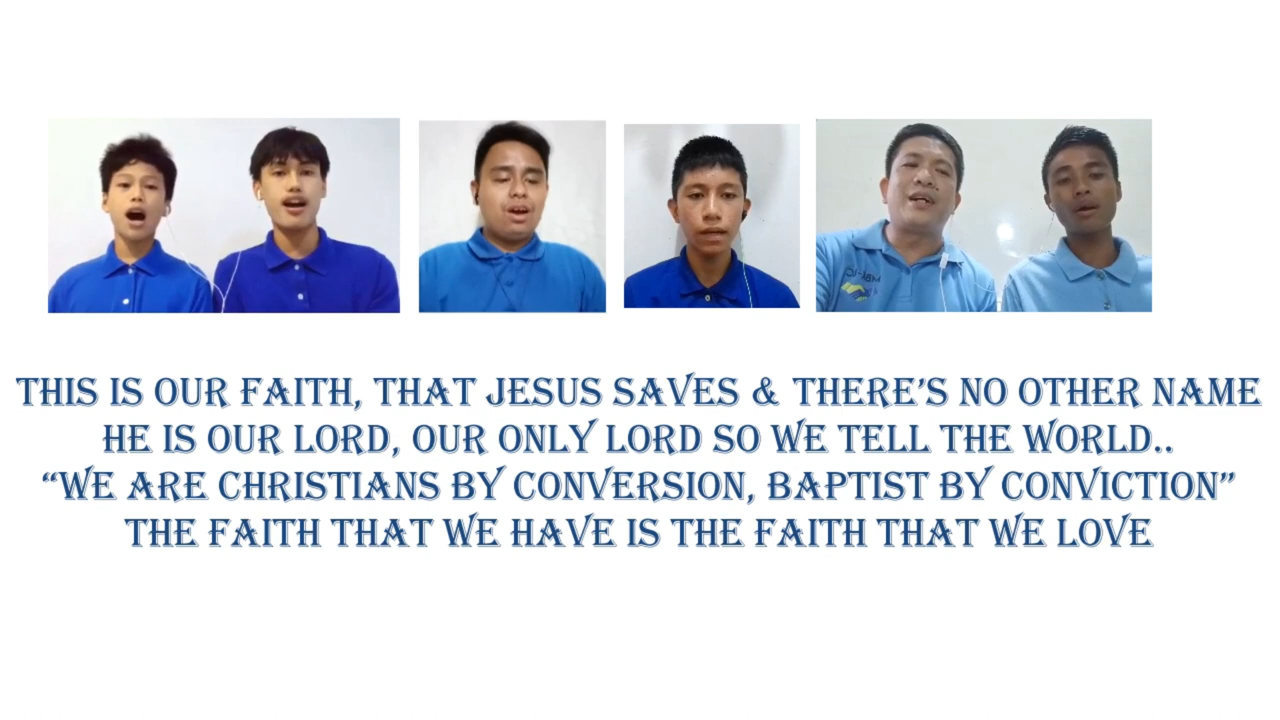 THIS IS OUR FAITH, THAT JESUS SAVES & THERE’S NO OTHER NAME
HE IS OUR LORD, OUR ONLY LORD SO WE TELL THE WORLD..
“WE ARE CHRISTIANS BY CONVERSION, BAPTIST BY CONVICTION”
THE FAITH THAT WE HAVE IS THE FAITH THAT WE LOVE